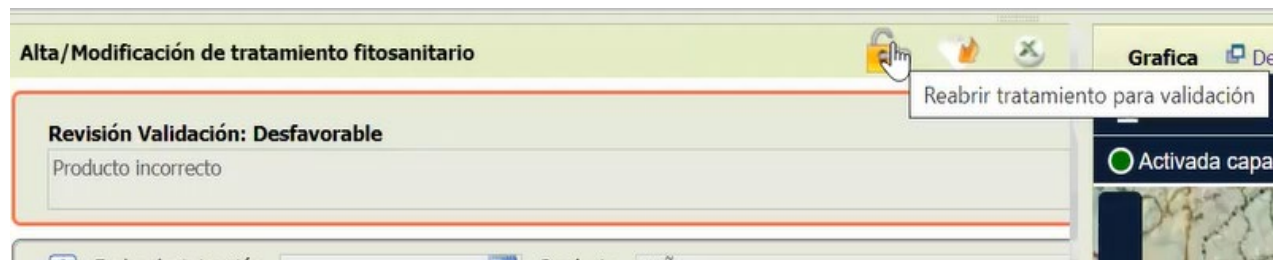 Alta/Modificación de tratamiento fitosanitario
Grafica
Reabrir tratamiento para validación
Revisión Validación: Desfavorable
Producto incorrecto
Activada capa